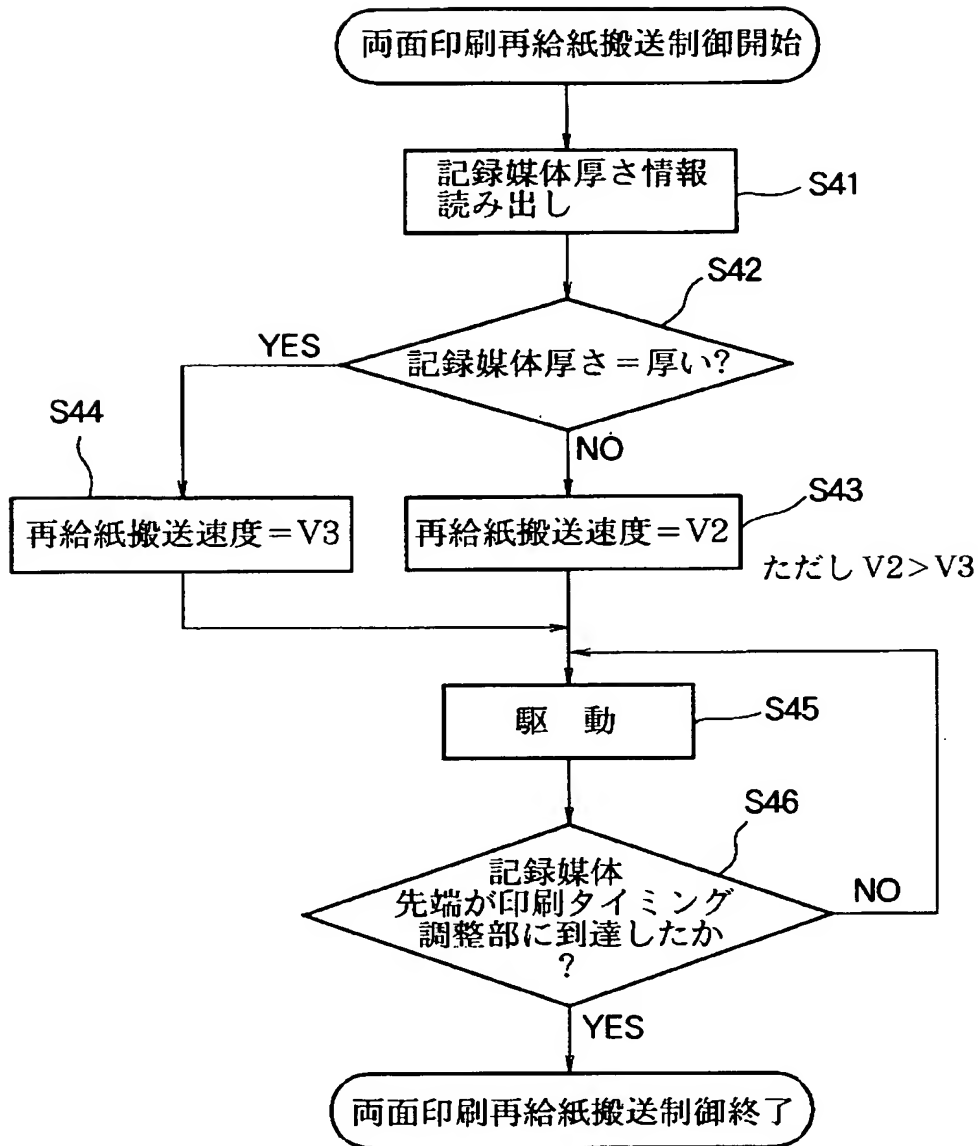 両面印刷再給紙搬送制御開始
記録媒体厚さ情報
読み出し
S41
S42
YES
記録媒体厚さ=厚い?
S44
NO
S43
再給紙搬送速度=V3
再給紙搬送速度=V2
ただし V2>V3
駆 動
S45
S46
記録媒体
先端が印刷タイミング
調整部に到達したか
?
NO
YES
両面印刷再給紙搬送制御終了